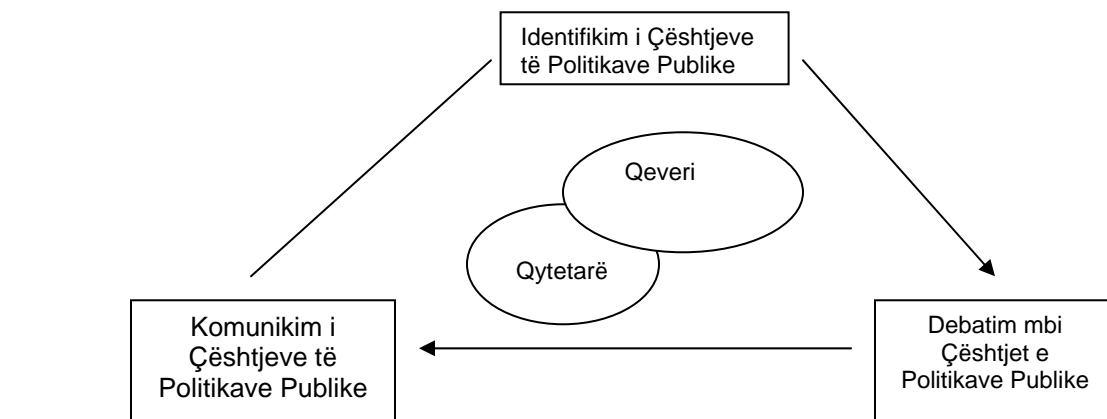 Identifikim i Çështjeve
të Politikave Publike
Qeveri
Qytetarë
Komunikim i
Çështjeve të
Politikave Publike
Debatim mbi
Çështjet e
Politikave Publike